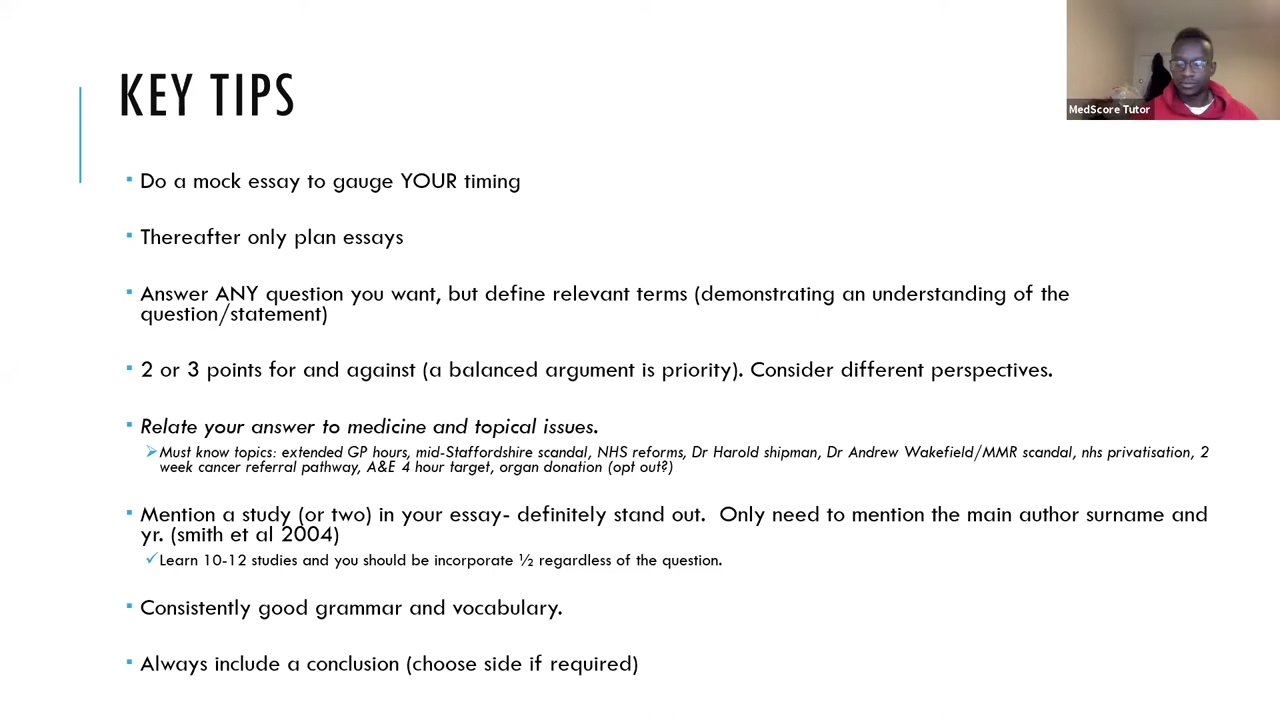 KEY TIPS
MedScore Tutor
▪ Do a mock essay to gauge YOUR timing
▪ Thereafter only plan essays
▪ Answer ANY question you want, but define relevant terms (demonstrating an understanding of the
question/statement)
▪ 2 or 3 points for and against (a balanced argument is priority). Consider different perspectives.
▪ Relate your answer to medicine and topical issues.
➢Must know topics: extended GP hours, mid-Staffordshire scandal, NHS reforms, Dr Harold shipman, Dr Andrew Wakefield/MMR scandal, nhs privatisation, 2
week cancer referral pathway, A&E 4 hour target, organ donation (opt out?)
▪ Mention a study (or two) in your essay- definitely stand out.  Only need to mention the main author surname and
yr. (smith et al 2004)
✓Learn 10-12 studies and you should be incorporate ½ regardless of the question.
▪ Consistently good grammar and vocabulary.
▪ Always include a conclusion (choose side if required)